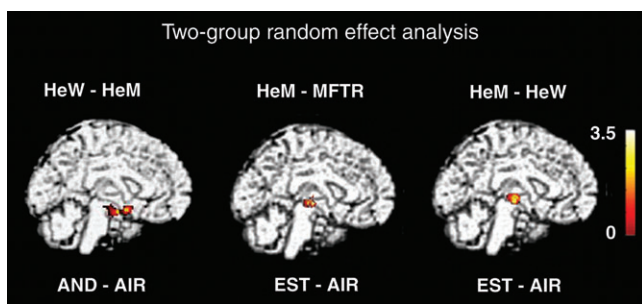 Two-group random effect analysis
HeW - HeM
HeM - MFTR
HeM - HeW
3.5
0
AND - AIR
EST - AIR
EST - AIR